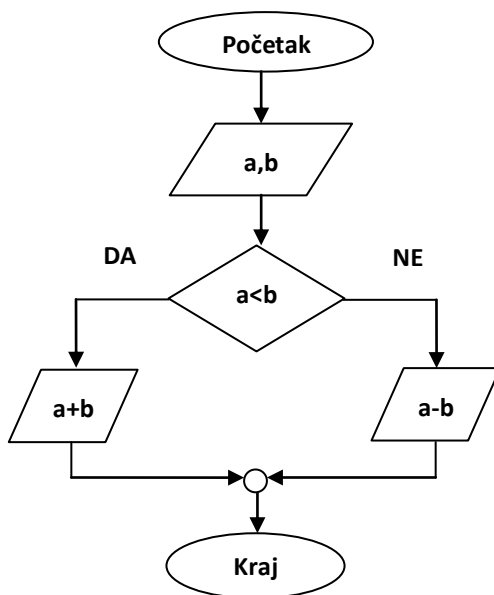 Početak
a,b
DA
NE
a<b
a+b
a-b
Kraj